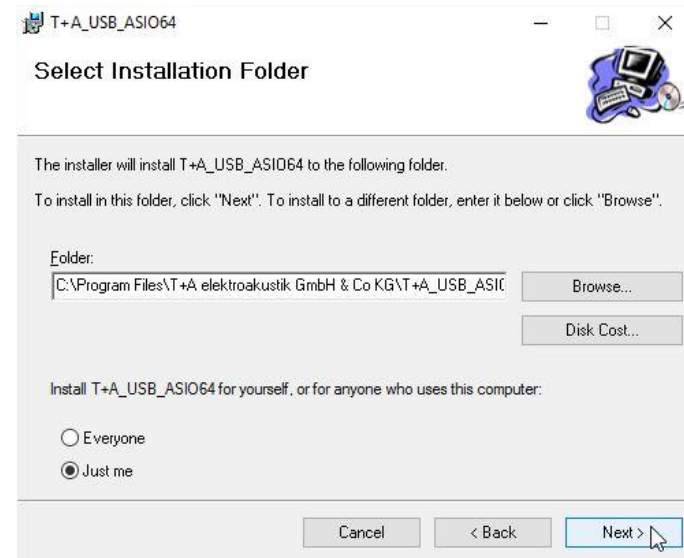 T+A_USB_ASIO64
Select Installation Folder
The installer will install T+A_USB_ASIO64 to the following folder.
To install in this folder, click "Next". To install to a different folder, enter it below or click "Browse".
Folder:
C:\Program Files\T+A elektroakustik GmbH & Co KG\T+A_USB_ASIO
Browse...
Disk Cost...
Install T+A_USB_ASIO64 for yourself, or for anyone who uses this computer:
Everyone
Just me
Cancel
< Back
Next >